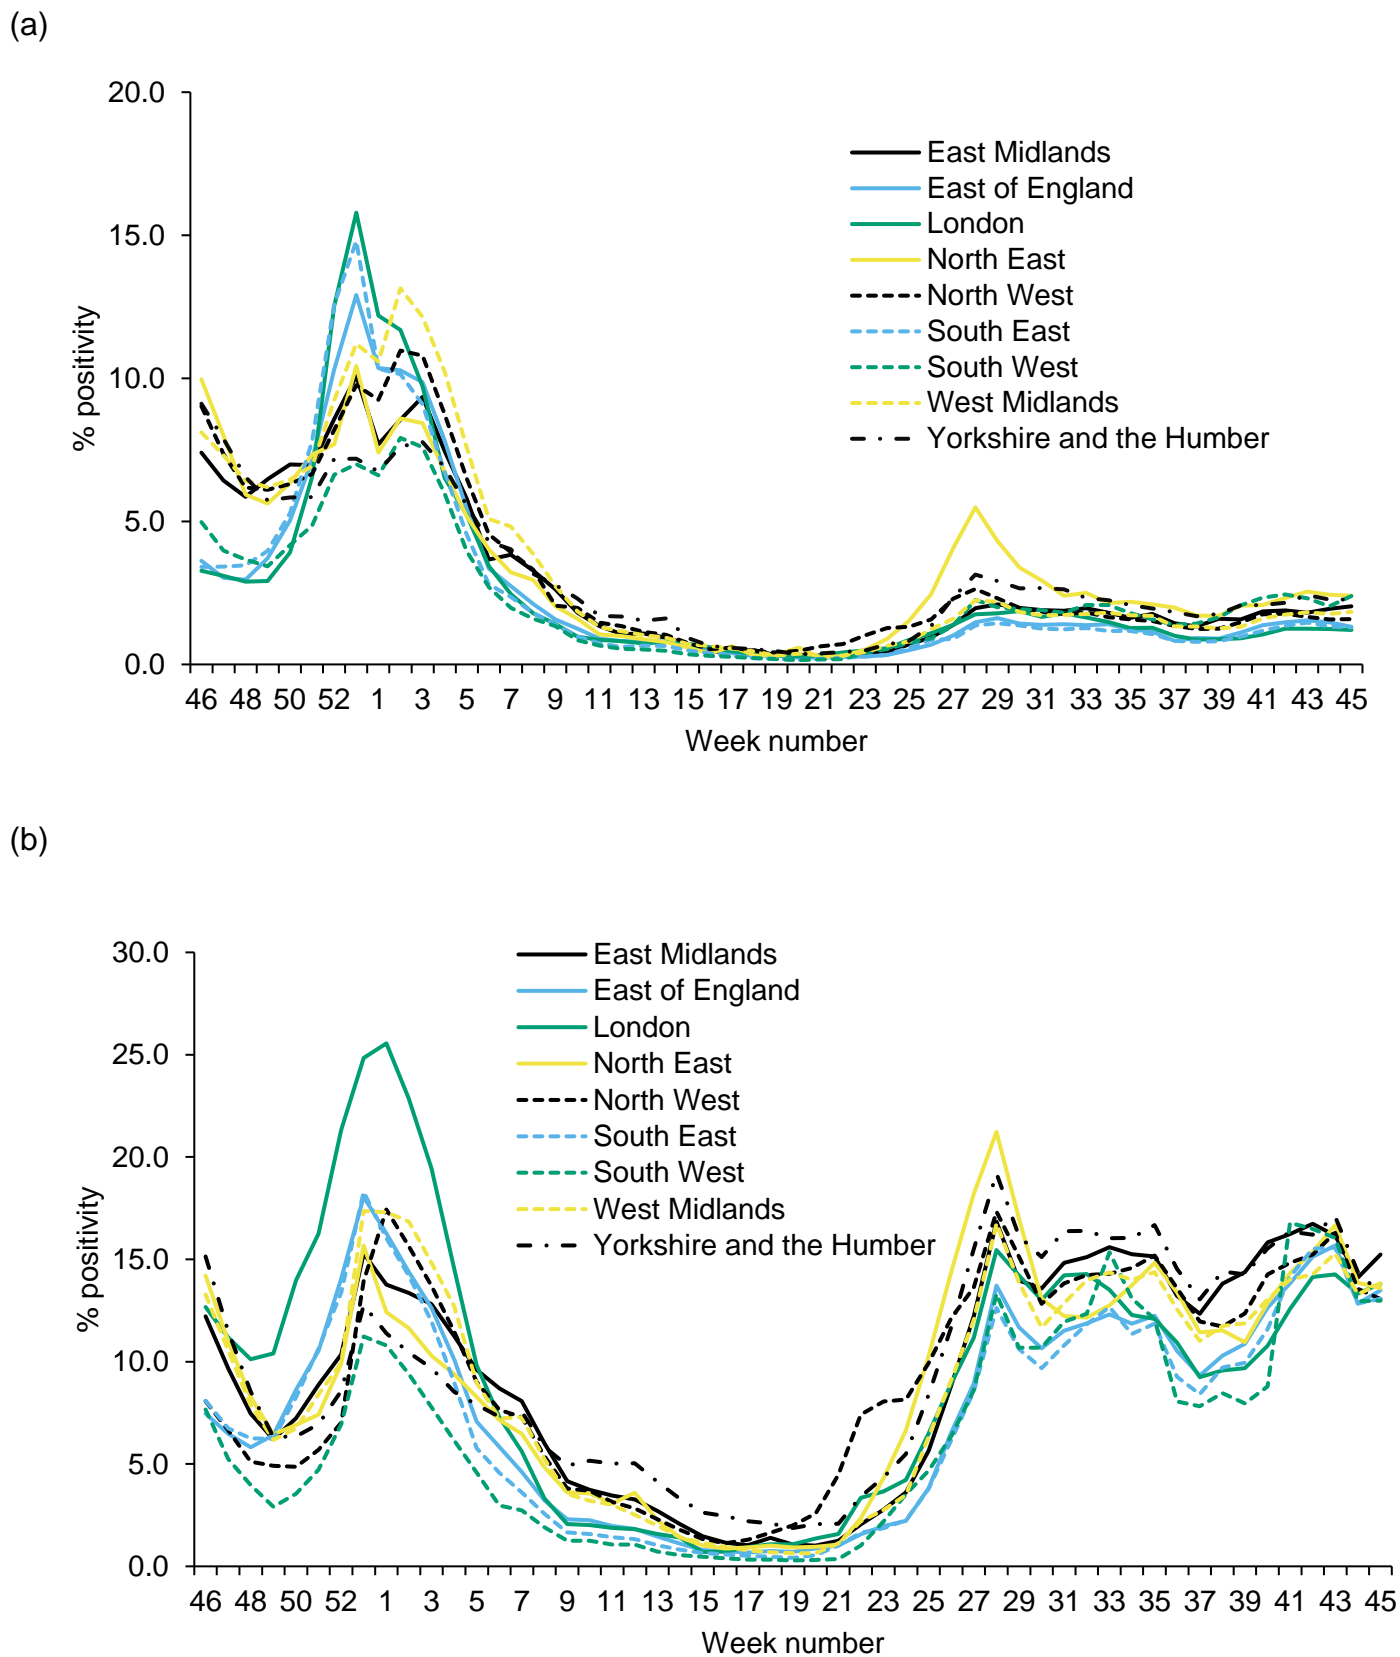 (a)
20.0
15.0
10.0
5.0
0.0
% positivity
East Midlands
East of England
London
North East
North West
South East
South West
West Midlands
Yorkshire and the Humber
46 48 50 52 1 3 5 7 9 11 13 15 17 19 21 23 25 27 29 31 33 35 37 39 41 43 45
Week number
(b)
30.0
25.0
20.0
15.0
10.0
5.0
0.0
% positivity
East Midlands
East of England
London
North East
North West
South East
South West
West Midlands
Yorkshire and the Humber
46 48 50 52 1 3 5 7 9 11 13 15 17 19 21 23 25 27 29 31 33 35 37 39 41 43 45
Week number